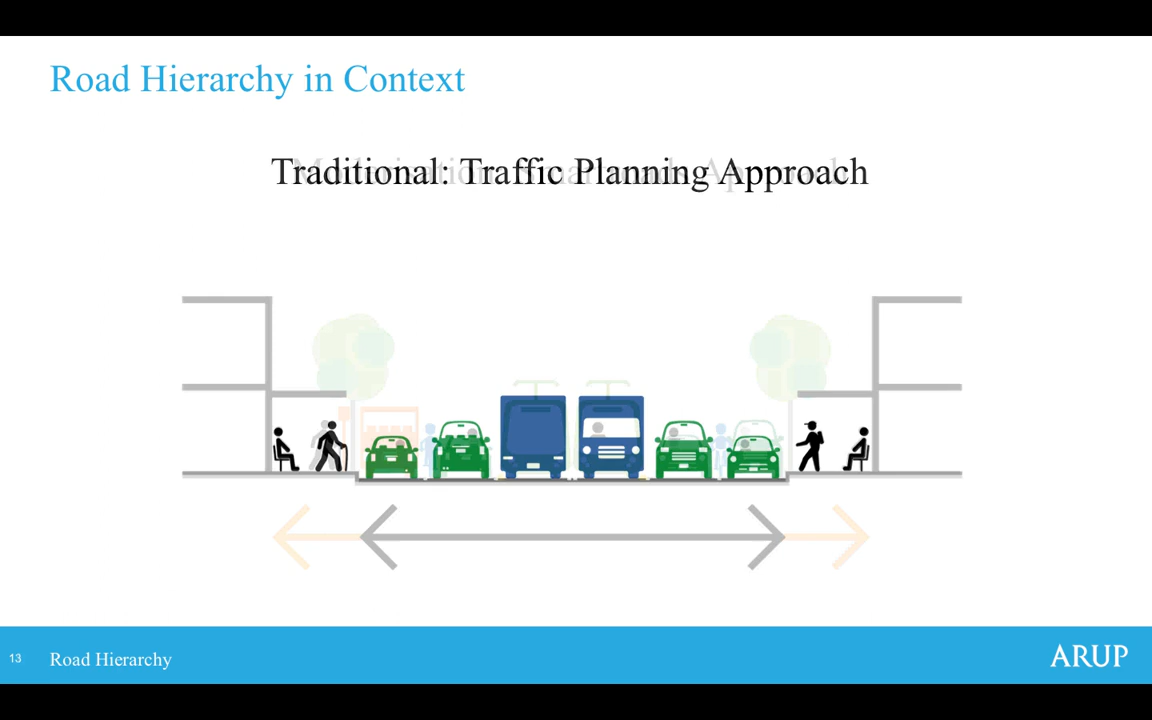 Road Hierarchy in Context
Traditional: Traffic Planning Approach
13
Road Hierarchy
ARUP